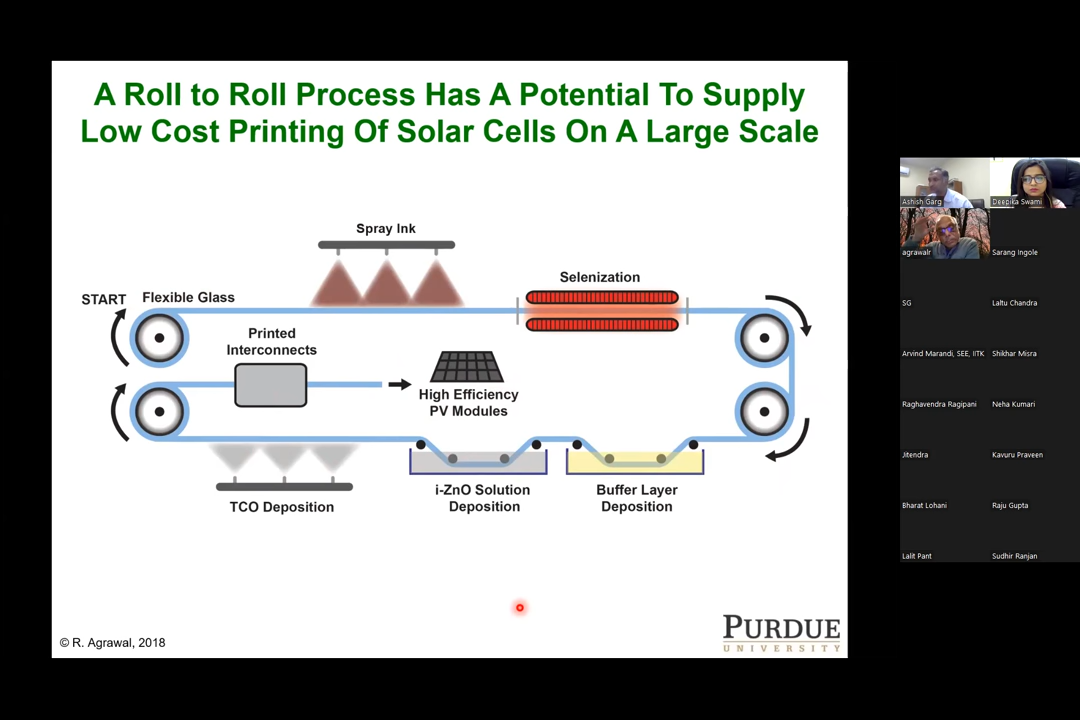 A Roll to Roll Process Has A Potential To Supply
Low Cost Printing Of Solar Cells On A Large Scale
Spray Ink
Selenization
START
Flexible Glass
Printed
Interconnects
High Efficiency
PV Modules
i-ZnO Solution
Deposition
Buffer Layer
Deposition
TCO Deposition
© R. Agrawal, 2018
PURDUE
UNIVERSITY
Ashish Garg
Deepika Swami
agrawalr
Sarang Ingole
SG
Laltu Chandra
Arvind Marandi, SEE, IITK
Shikhar Misra
Raghavendra Ragipani
Neha Kumari
Jitendra
Kavuru Praveen
Bharat Lohani
Raju Gupta
Lalit Pant
Sudhir Ranjan